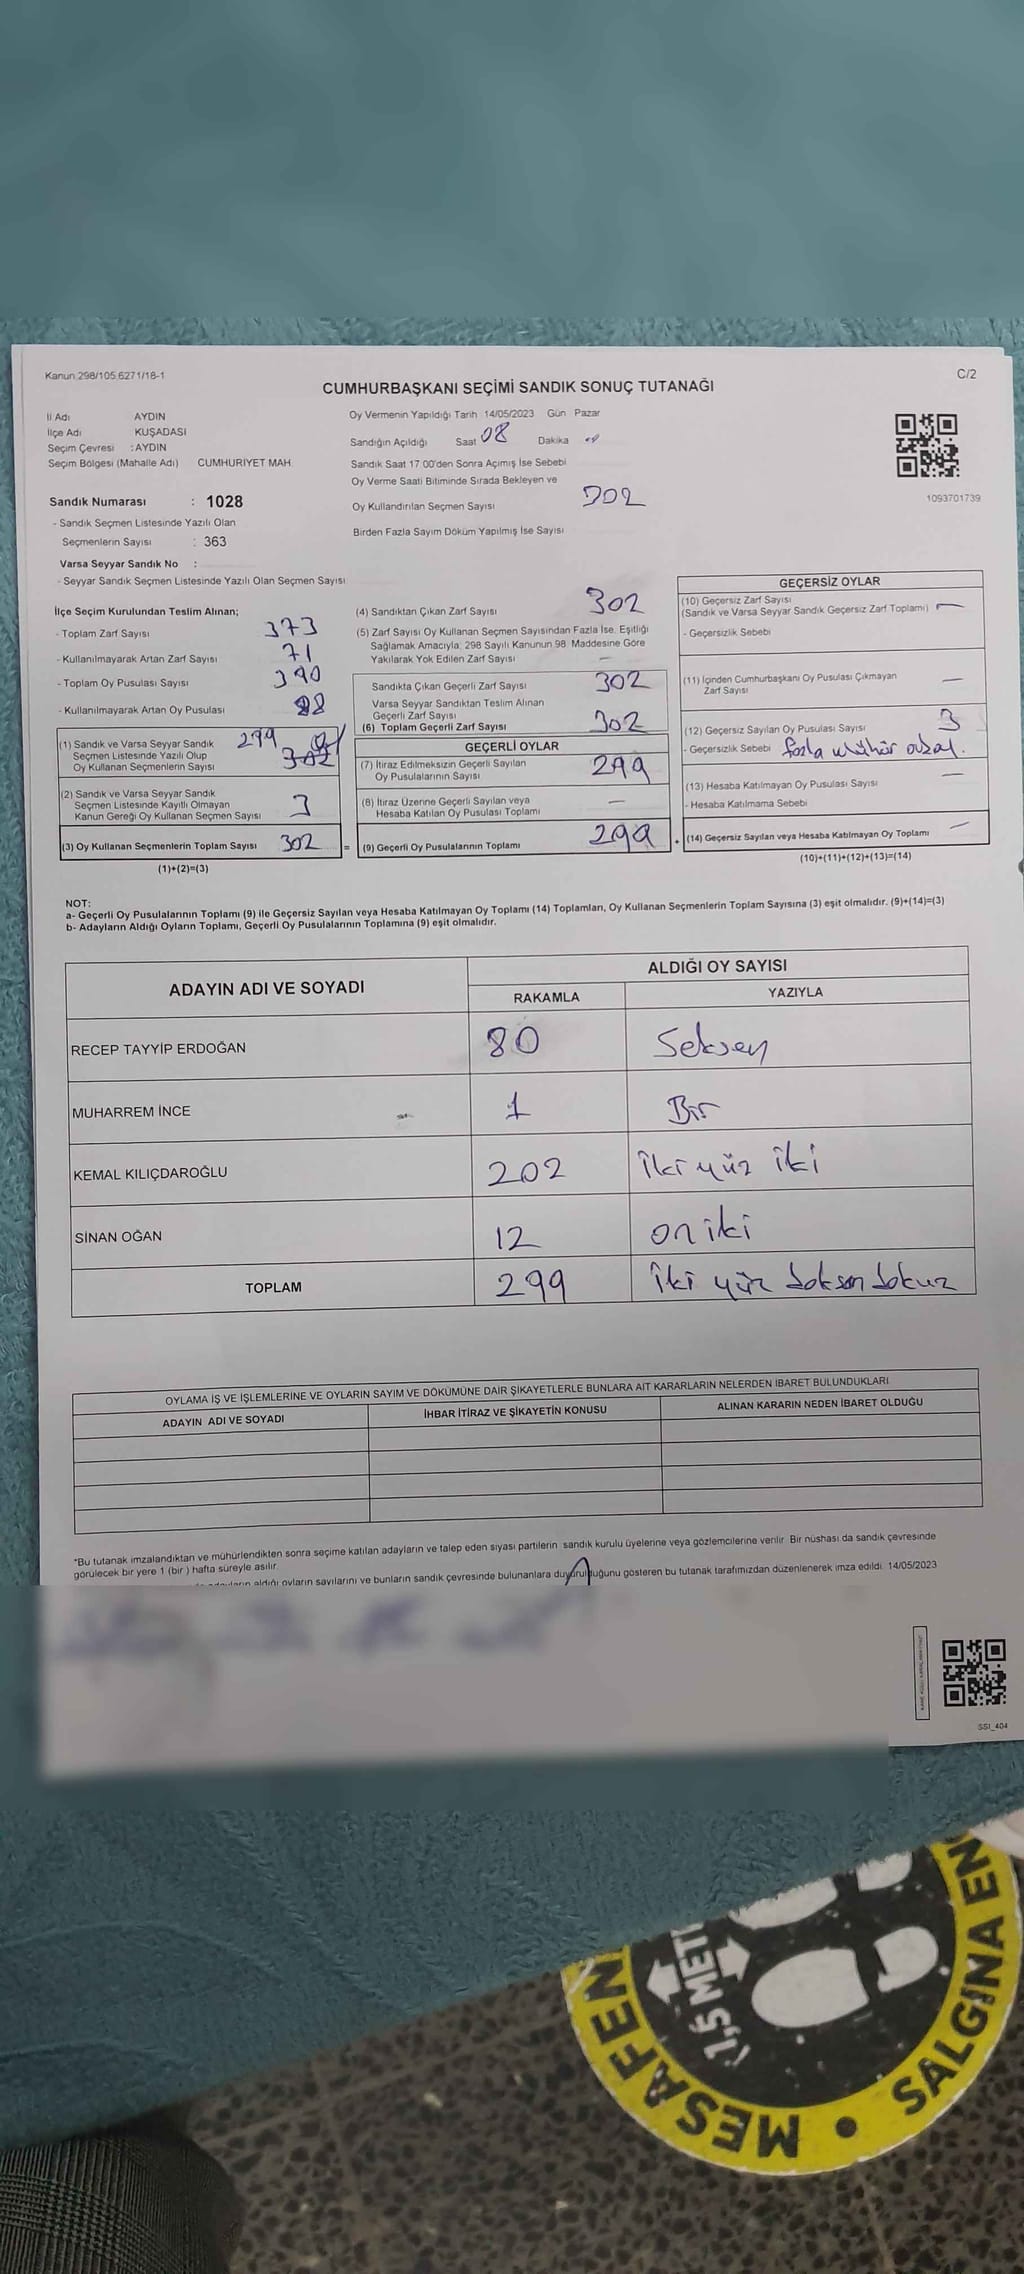 Kanun 298/105 6271/18-1
C/2
CUMHURBAŞKANI SEÇİMİ SANDIK SONUÇ TUTANAĞI
İl Adı AYDIN
İlçe Adı KUŞADASI
Seçim Çevresi : AYDIN
Seçim Bölgesi (Mahalle Adı) CUMHURİYET MAH.
Sandık Numarası : 1028
- Sandık Seçmen Listesinde Yazılı Olan
Seçmenlerin Sayısı : 363
Varsa Seyyar Sandık No :
- Seyyar Sandık Seçmen Listesinde Yazılı Olan Seçmen Sayısı
Oy Vermenin Yapıldığı Tarih 14/05/2023 Gün Pazar
Sandığın Açıldığı Saat 08 Dakika
Sandık Saat 17 00'den Sonra Açımış İse Sebebi
Oy Verme Saati Bitiminde Sırada Bekleyen ve
Oy Kullandırılan Seçmen Sayısı 302
Birden Fazla Sayım Döküm Yapılmış İse Sayısı
1093701739
İlçe Seçim Kurulundan Teslim Alınan;
- Toplam Zarf Sayısı 373
- Kullanılmayarak Artan Zarf Sayısı 71
- Toplam Oy Pusulası Sayısı 390
- Kullanılmayarak Artan Oy Pusulası 88
(1) Sandık ve Varsa Seyyar Sandık 299
Seçmen Listesinde Yazılı Olup
Oy Kullanan Seçmenlerin Sayısı 302
(2) Sandık ve Varsa Seyyar Sandık
Seçmen Listesinde Kayıtlı Olmayan
Kanun Gereği Oy Kullanan Seçmen Sayısı 3
(3) Oy Kullanan Seçmenlerin Toplam Sayısı 302 =
(1)+(2)=(3)
(4) Sandıktan Çıkan Zarf Sayısı 302
(5) Zarf Sayısı Oy Kullanan Seçmen Sayısından Fazla İse, Eşitliği
Sağlamak Amacıyla, 298 Sayılı Kanunun 98. Maddesine Göre
Yakılarak Yok Edilen Zarf Sayısı —
Sandıkta Çıkan Geçerli Zarf Sayısı 302
Varsa Seyyar Sandıktan Teslim Alınan
Geçerli Zarf Sayısı
(6) Toplam Geçerli Zarf Sayısı 302
GEÇERLİ OYLAR
(7) İtiraz Edilmeksizin Geçerli Sayılan
Oy Pusulalarının Sayısı 299
(8) İtiraz Üzerine Geçerli Sayılan veya
Hesaba Katılan Oy Pusulası Toplamı —
(9) Geçerli Oy Pusulalarının Toplamı 299 +
GEÇERSİZ OYLAR
(10) Geçersiz Zarf Sayısı
(Sandık ve Varsa Seyyar Sandık Geçersiz Zarf Toplamı) —
- Geçersizlik Sebebi
(11) İçinden Cumhurbaşkanı Oy Pusulası Çıkmayan
Zarf Sayısı —
(12) Geçersiz Sayılan Oy Pusulası Sayısı 3
- Geçersizlik Sebebi fazla mühür
(13) Hesaba Katılmayan Oy Pusulası Sayısı —
- Hesaba Katılmama Sebebi
(14) Geçersiz Sayılan veya Hesaba Katılmayan Oy Toplamı —
(10)+(11)+(12)+(13)=(14)
NOT:
a- Geçerli Oy Pusulalarının Toplamı (9) ile Geçersiz Sayılan veya Hesaba Katılmayan Oy Toplamı (14) Toplamları, Oy Kullanan Seçmenlerin Toplam Sayısına (3) eşit olmalıdır. (9)+(14)=(3)
b- Adayların Aldığı Oyların Toplamı, Geçerli Oy Pusulalarının Toplamına (9) eşit olmalıdır.
ADAYIN ADI VE SOYADI
ALDIĞI OY SAYISI
RAKAMLA YAZIYLA
RECEP TAYYİP ERDOĞAN 80 Seksen
MUHARREM İNCE 1 Bir
KEMAL KILIÇDAROĞLU 202 İki yüz iki
SİNAN OĞAN 12 on iki
TOPLAM 299 İki yüz doksan dokuz
OYLAMA İŞ VE İŞLEMLERİNE VE OYLARIN SAYIM VE DÖKÜMÜNE DAİR ŞİKAYETLERLE BUNLARA AİT KARARLARIN NELERDEN İBARET BULUNDUKLARI
ADAYIN ADI VE SOYADI
İHBAR İTİRAZ VE ŞİKAYETİN KONUSU
ALINAN KARARIN NEDEN İBARET OLDUĞU
*Bu tutanak imzalandıktan ve mühürlendikten sonra seçime katılan adayların ve talep eden siyası partilerin sandık kurulu üyelerine veya gözlemcilerine verilir. Bir nüshası da sandık çevresinde
görülecek bir yere 1 (bir) hafta süreyle asılır.
adayların aldığı oyların sayılarını ve bunların sandık çevresinde bulunanlara duyurulduğunu gösteren bu tutanak tarafımızdan düzenlenerek imza edildi. 14/05/2023
SSI_404
MESAFEN
1,5 METR
SALGINA EN